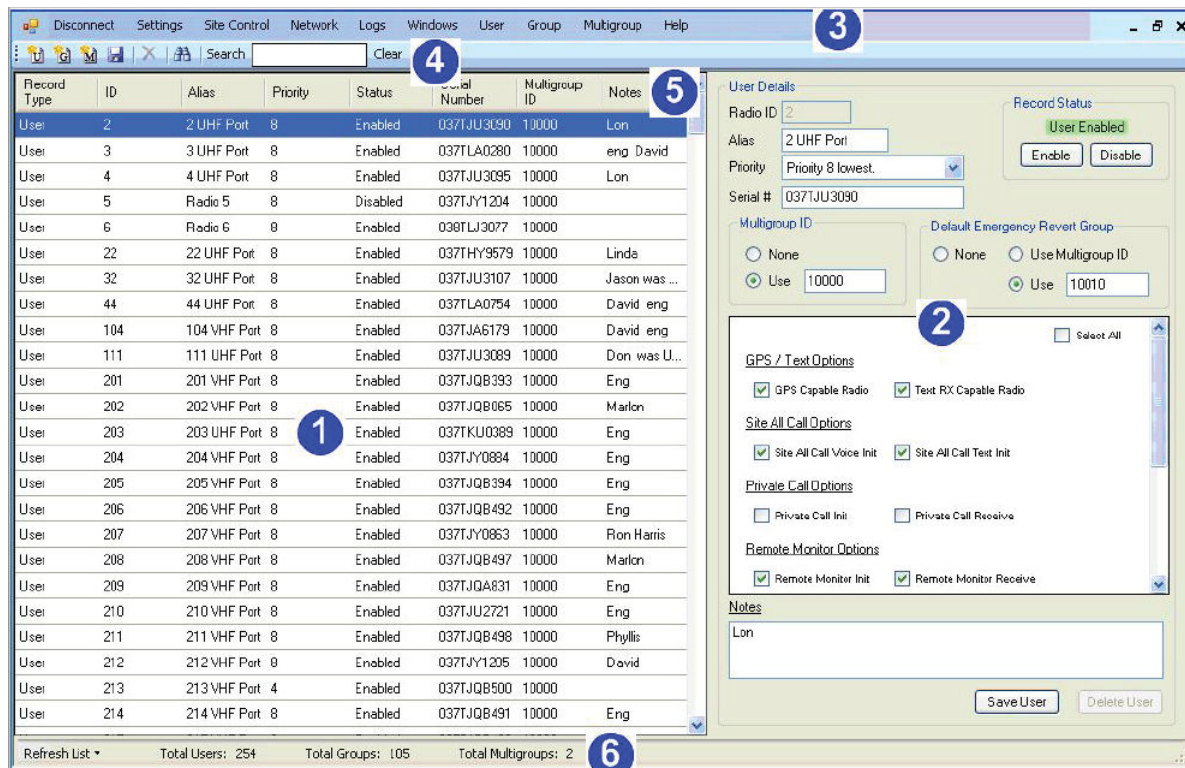 Disconnect Settings Site Control Network Logs Windows User Group Multigroup Help
3
U G M Search Clear
4
Record Type ID Alias Priority Status Serial Number Multigroup ID Notes
5
User 2 2 UHF Port 8 Enabled 037TJU3090 10000 Lon
User 3 3 UHF Port 8 Enabled 037TLA0280 10000 eng David
User 4 4 UHF Port 8 Enabled 037TJU3095 10000 Lon
User 5 Radio 5 8 Disabled 037TJY1204 10000
User 6 Radio 6 8 Enabled 038TLJ3077 10000
User 22 22 UHF Port 8 Enabled 037THY9579 10000 Linda
User 32 32 UHF Port 8 Enabled 037TJU3107 10000 Jason was ...
User 44 44 UHF Port 8 Enabled 037TLA0754 10000 David eng
User 104 104 VHF Port 8 Enabled 037TJA6179 10000 David eng
User 111 111 UHF Port 8 Enabled 037TJU3089 10000 Don was U...
User 201 201 VHF Port 8 Enabled 037TJQB393 10000 Eng
User 202 202 VHF Port 8 Enabled 037TJQB065 10000 Marlon
User 203 203 UHF Port 8 Enabled 037TKU0389 10000 Eng
1
User 204 204 VHF Port 8 Enabled 037TJY0884 10000 Eng
User 205 205 VHF Port 8 Enabled 037TJQB394 10000 Eng
User 206 206 VHF Port 8 Enabled 037TJQB492 10000 Eng
User 207 207 VHF Port 8 Enabled 037TJY0863 10000 Ron Harris
User 208 208 VHF Port 8 Enabled 037TJQB497 10000 Marlon
User 209 209 VHF Port 8 Enabled 037TJQA831 10000 Eng
User 210 210 VHF Port 8 Enabled 037TJU2721 10000 Eng
User 211 211 VHF Port 8 Enabled 037TJQB498 10000 Phyllis
User 212 212 VHF Port 8 Enabled 037TJY1205 10000 David
User 213 213 VHF Port 4 Enabled 037TJQB500 10000
User 214 214 VHF Port 8 Enabled 037TJQB491 10000 Eng
User Details
Radio ID 2
Alias 2 UHF Port
Priority Priority 8 lowest.
Serial # 037TJU3090
Record Status
User Enabled
Enable Disable
Multigroup ID
None
Use 10000
Default Emergency Revert Group
None Use Multigroup ID
Use 10010
2
Select All
GPS / Text Options
GPS Capable Radio Text RX Capable Radio
Site All Call Options
Site All Call Voice Init Site All Call Text Init
Private Call Options
Private Call Init Private Call Receive
Remote Monitor Options
Remote Monitor Init Remote Monitor Receive
Notes
Lon
Save User Delete User
Refresh List Total Users: 254 Total Groups: 105 Total Multigroups: 2
6